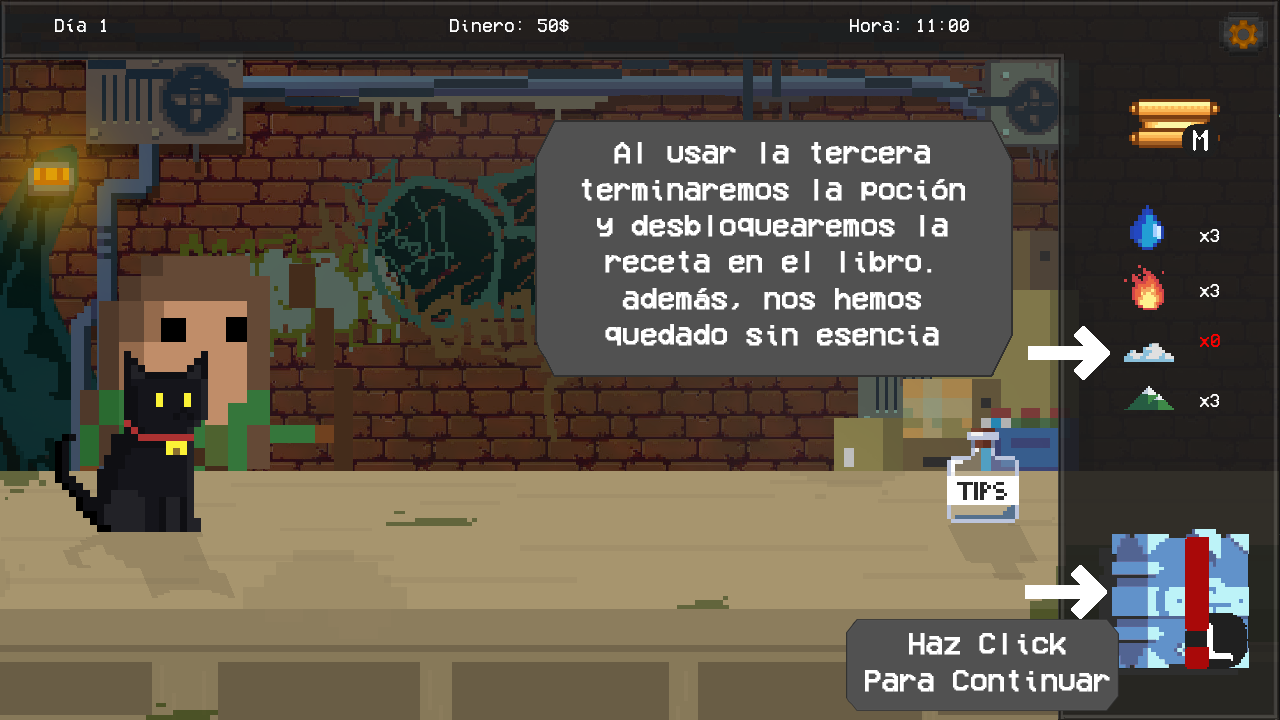 Día 1
Dinero: 50$
Hora: 11:00
M
Al usar la tercera
terminaremos la poción
y desbloquearemos la
receta en el libro.
además, nos hemos
quedado sin esencia
x3
x3
x0
x3
TIPS
L
Haz Click
Para Continuar